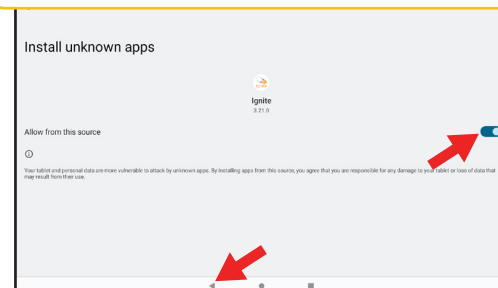 Install unknown apps
Ignite
3.21.0
Allow from this source
Your tablet and personal data are more vulnerable to attack by unknown apps. By installing apps from this source, you agree that you are responsible for any damage to your tablet or loss of data that
may result from their use.